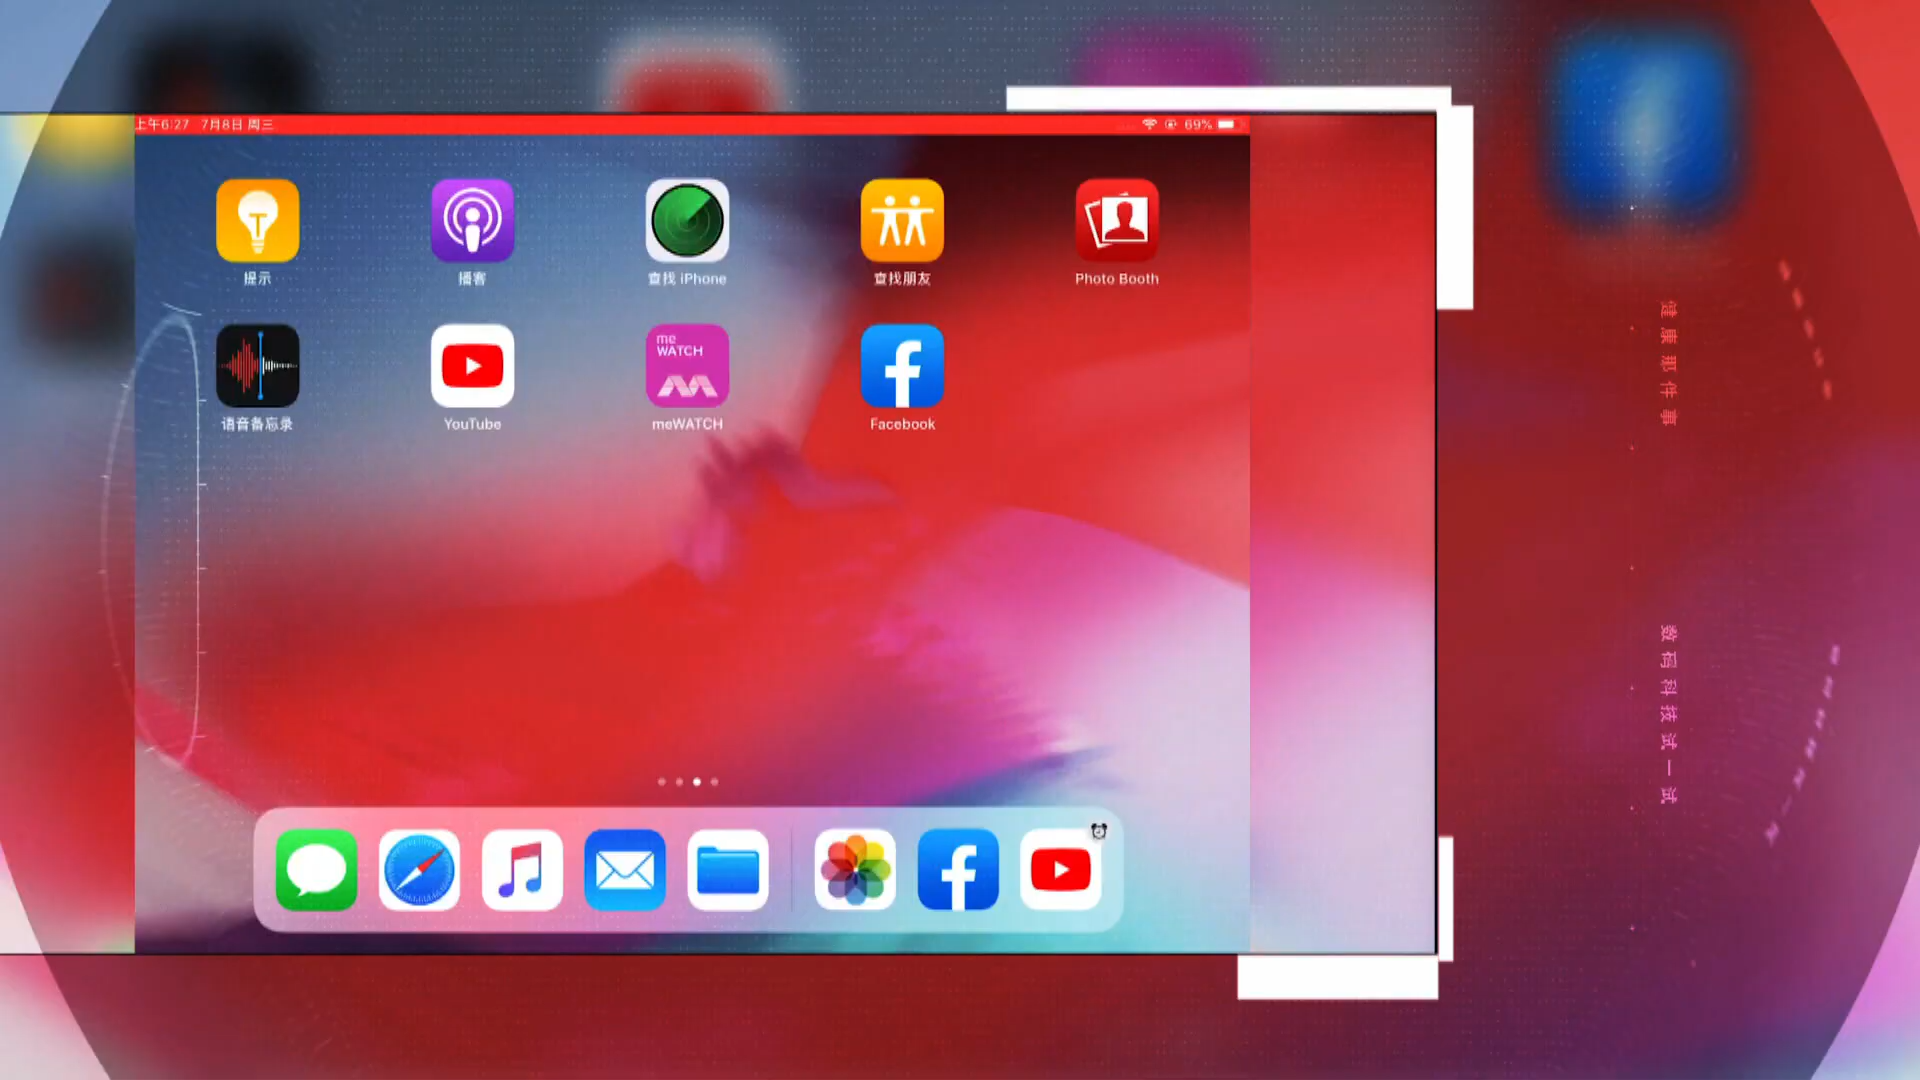 上午6:27 7月8日 周三
69%
提示
播客
查找 iPhone
查找朋友
Photo Booth
me
WATCH
语音备忘录
YouTube
meWATCH
Facebook
健康那件事
数码科技试一试